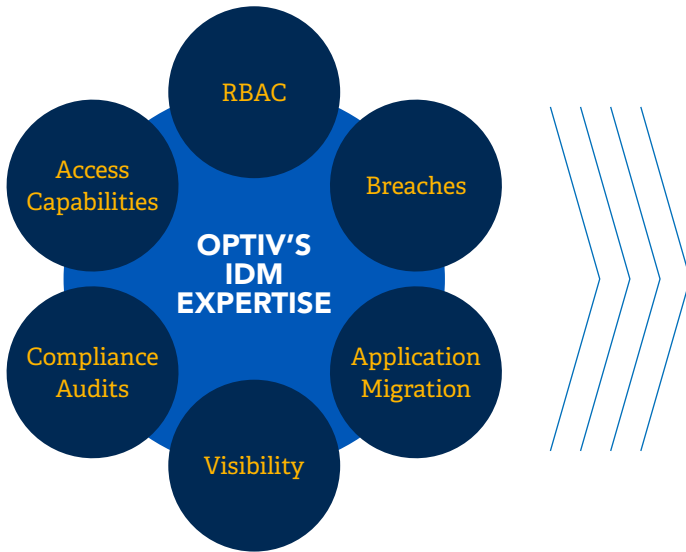 RBAC
Access
Capabilities
Breaches
OPTIV'S
IDM
EXPERTISE
Compliance
Audits
Application
Migration
Visibility